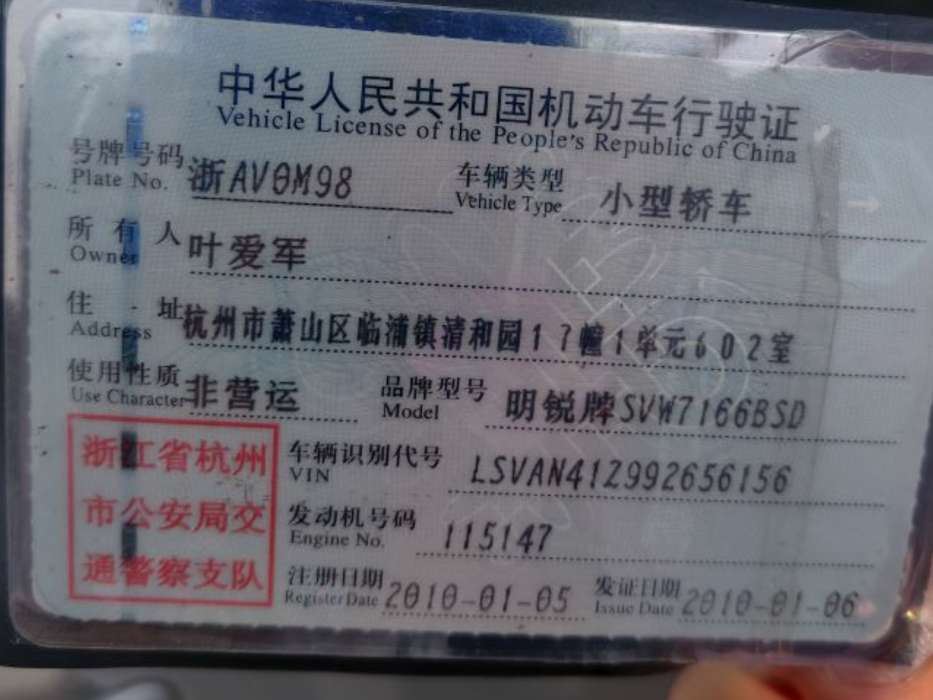 中华人民共和国机动车行驶证
Vehicle License of the People's Republic of China
号牌号码 浙AV0M98 车辆类型 小型轿车
Plate No. Vehicle Type
所有人 叶爱军
Owner
住址 杭州市萧山区临浦镇清和园17幢1单元602室
Address
使用性质 非营运 品牌型号 明锐牌SVW7166BSD
Use Character Model
浙江省杭州
市公安局交
通警察支队
车辆识别代号 LSVAN41Z992656156
VIN
发动机号码 115147
Engine No.
注册日期 2010-01-05 发证日期 2010-01-06
Register Date Issue Date